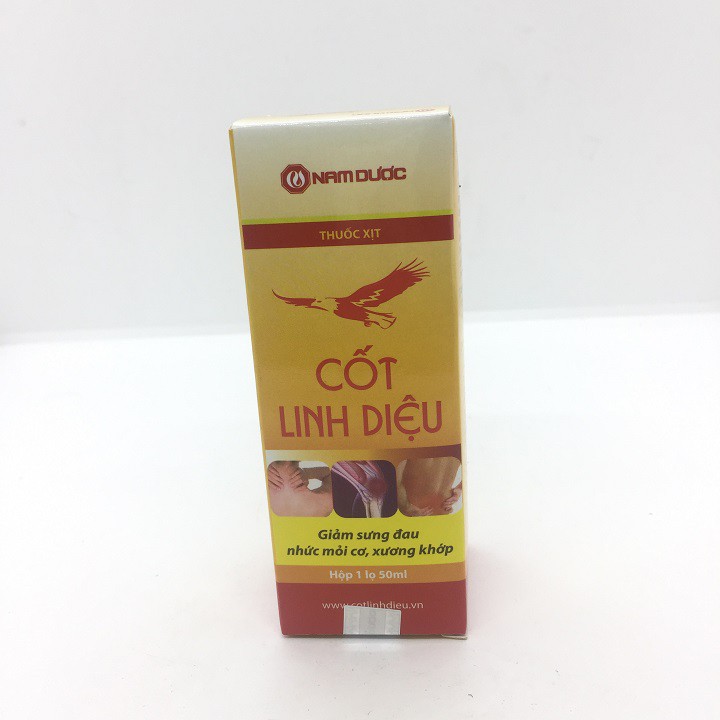 NAM DƯỢC
THUỐC XỊT
CỐT
LINH DIỆU
Giảm sưng đau
nhức mỏi cơ, xương khớp
Hộp 1 lọ 50ml
www.cotlinhdieu.vn